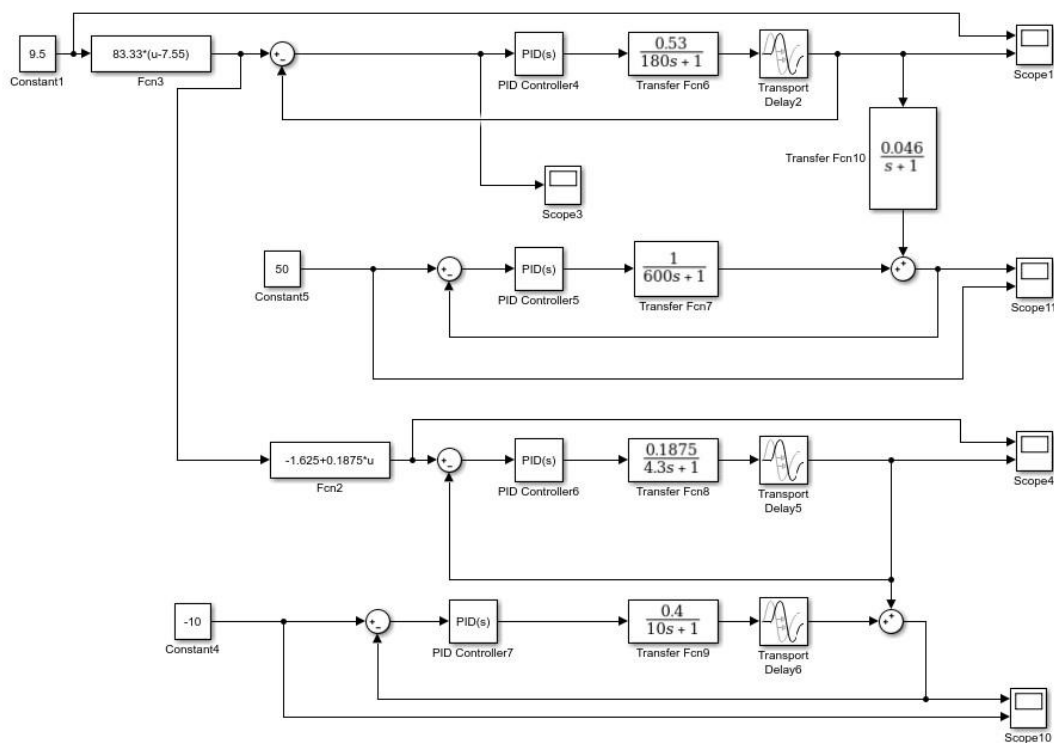 9.5
Constant1
83.33*(u-7.55)
Fcn3
+
−
PID(s)
PID Controller4
0.53
180s + 1
Transfer Fcn6
Transport
Delay2
Scope1
Transfer Fcn10
0.046
s + 1
Scope3
50
Constant5
+
−
PID(s)
PID Controller5
1
600s + 1
Transfer Fcn7
+
+
Scope11
-1.625+0.1875*u
Fcn2
+
−
PID(s)
PID Controller6
0.1875
4.3s + 1
Transfer Fcn8
Transport
Delay5
Scope4
-10
Constant4
+
−
PID(s)
PID Controller7
0.4
10s + 1
Transfer Fcn9
Transport
Delay6
+
+
Scope10